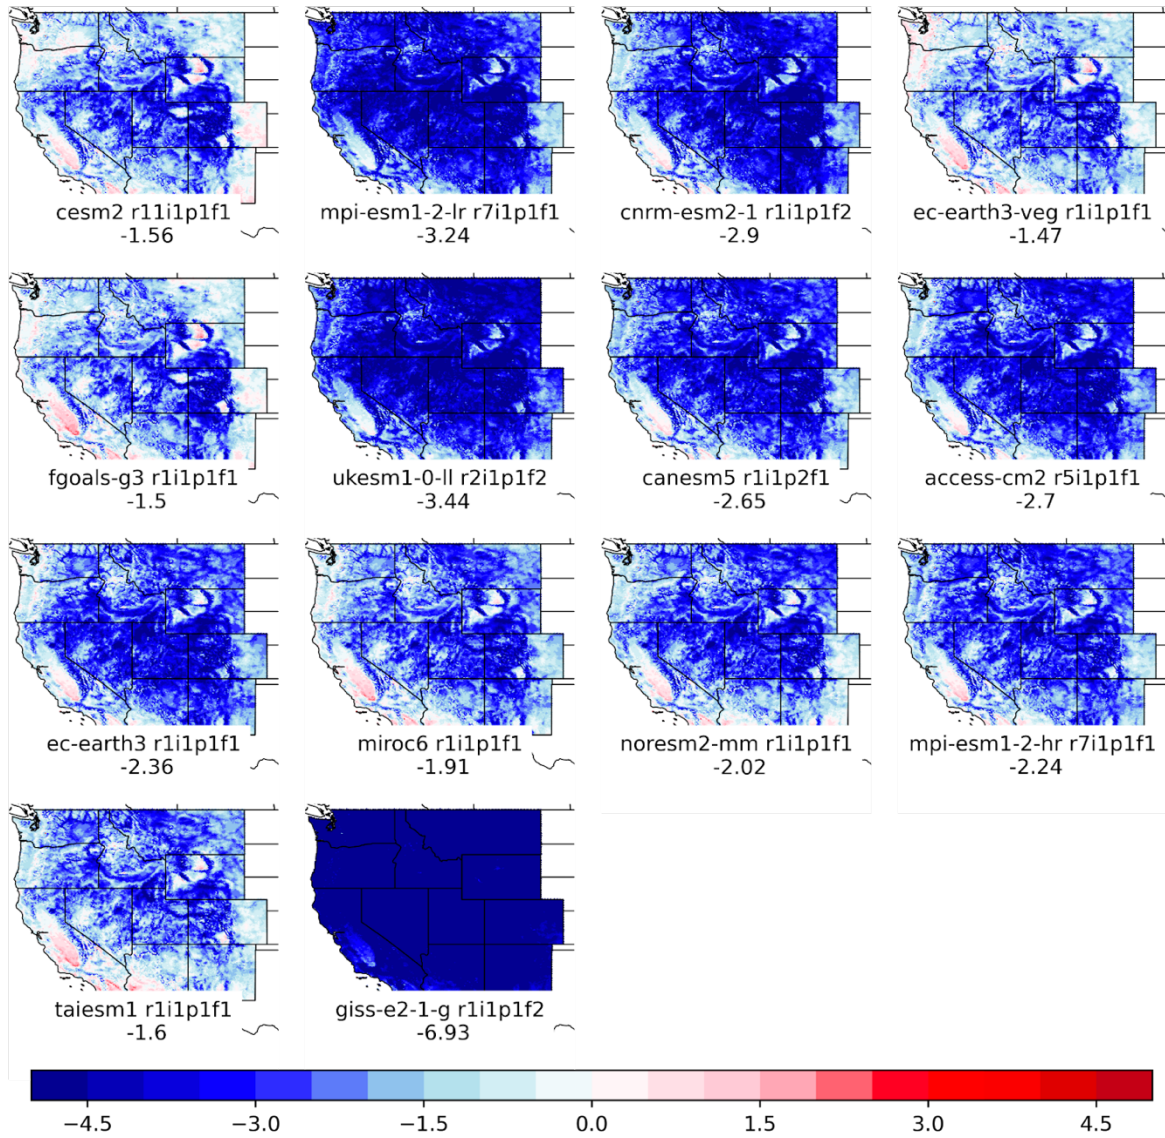 cesm2 r11i1p1f1
-1.56
mpi-esm1-2-lr r7i1p1f1
-3.24
cnrm-esm2-1 r1i1p1f2
-2.9
ec-earth3-veg r1i1p1f1
-1.47
fgoals-g3 r1i1p1f1
-1.5
ukesm1-0-ll r2i1p1f2
-3.44
canesm5 r1i1p2f1
-2.65
access-cm2 r5i1p1f1
-2.7
ec-earth3 r1i1p1f1
-2.36
miroc6 r1i1p1f1
-1.91
noresm2-mm r1i1p1f1
-2.02
mpi-esm1-2-hr r7i1p1f1
-2.24
taiesm1 r1i1p1f1
-1.6
giss-e2-1-g r1i1p1f2
-6.93
−4.5 −3.0 −1.5 0.0 1.5 3.0 4.5